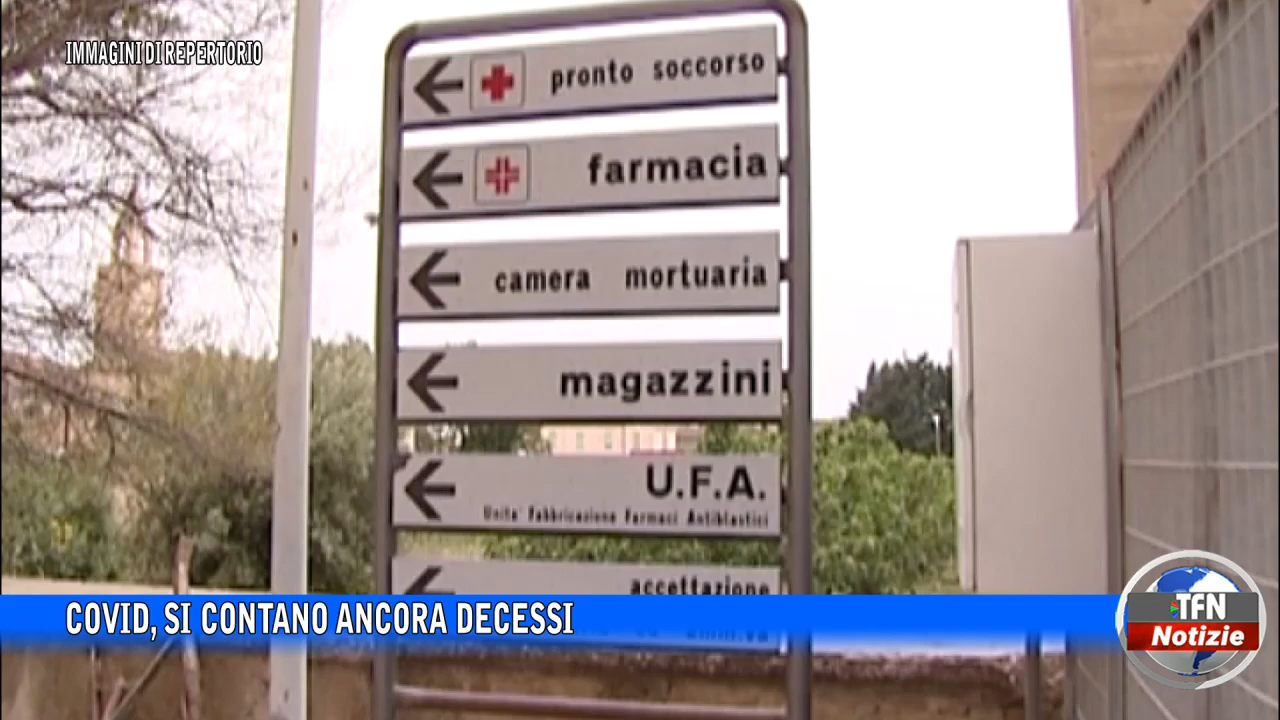 IMMAGINI DI REPERTORIO
pronto soccorso
farmacia
camera mortuaria
magazzini
U.F.A.
Unita' Fabbricazione Farmaci Antiblastici
accettazione
COVID, SI CONTANO ANCORA DECESSI
TFN
Notizie